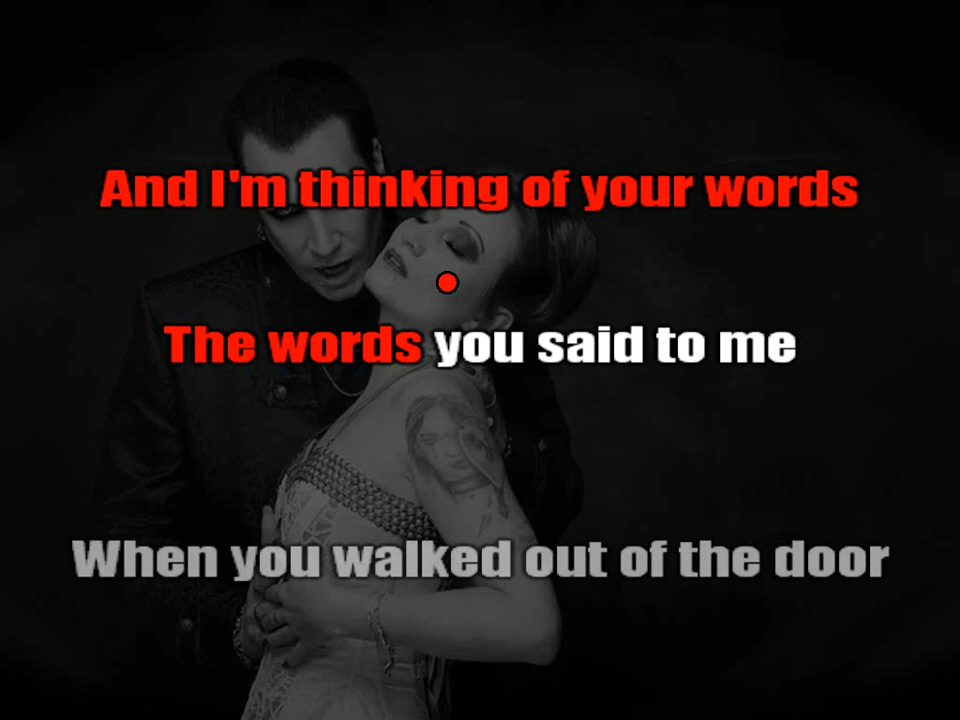 And I'm thinking of your words
The words you said to me
When you walked out of the door